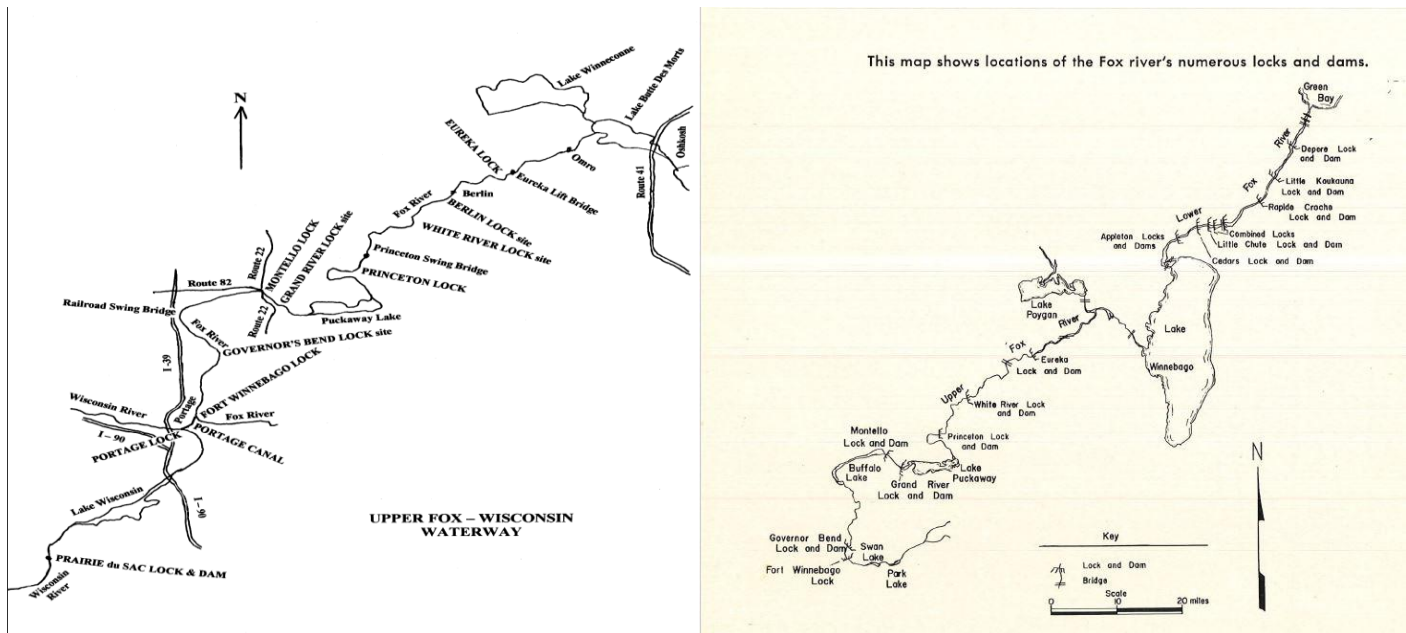 N
Lake Winneconne
Lake Butte Des Morts
EUREKA LOCK
Omro
Oshkosh
Route 41
Eureka Lift Bridge
Berlin
Fox River
BERLIN LOCK site
WHITE RIVER LOCK site
Princeton Swing Bridge
PRINCETON LOCK
Route 22
MONTELLO LOCK
GRAND RIVER LOCK site
Route 82
Railroad Swing Bridge
Route 22
Puckaway Lake
Fox River
GOVERNOR'S BEND LOCK site
I-39
FORT WINNEBAGO LOCK
Portage
Wisconsin River
Fox River
I – 90
PORTAGE LOCK
PORTAGE CANAL
Lake Wisconsin
I – 90
UPPER FOX – WISCONSIN
WATERWAY
PRAIRIE du SAC LOCK & DAM
Wisconsin
River
This map shows locations of the Fox river's numerous locks and dams.
Green
Bay
River
Depere Lock
and Dam
Fox
Little Kaukauna
Lock and Dam
Rapide Croche
Lock and Dam
Lower
Appleton Locks
and Dams
Combined Locks
Little Chute Lock and Dam
Cedars Lock and Dam
Lake
Poygan
River
Lake
Winnebago
Fox
Eureka
Lock and Dam
Upper
White River Lock
and Dam
Montello
Lock and Dam
Princeton Lock
and Dam
Buffalo
Lake
Grand River
Lock and Dam
Lake
Puckaway
N
Governor Bend
Lock and Dam
Swan
Lake
Fort Winnebago
Lock
Park
Lake
Key
Lock and Dam
Bridge
Scale
0 10 20 miles